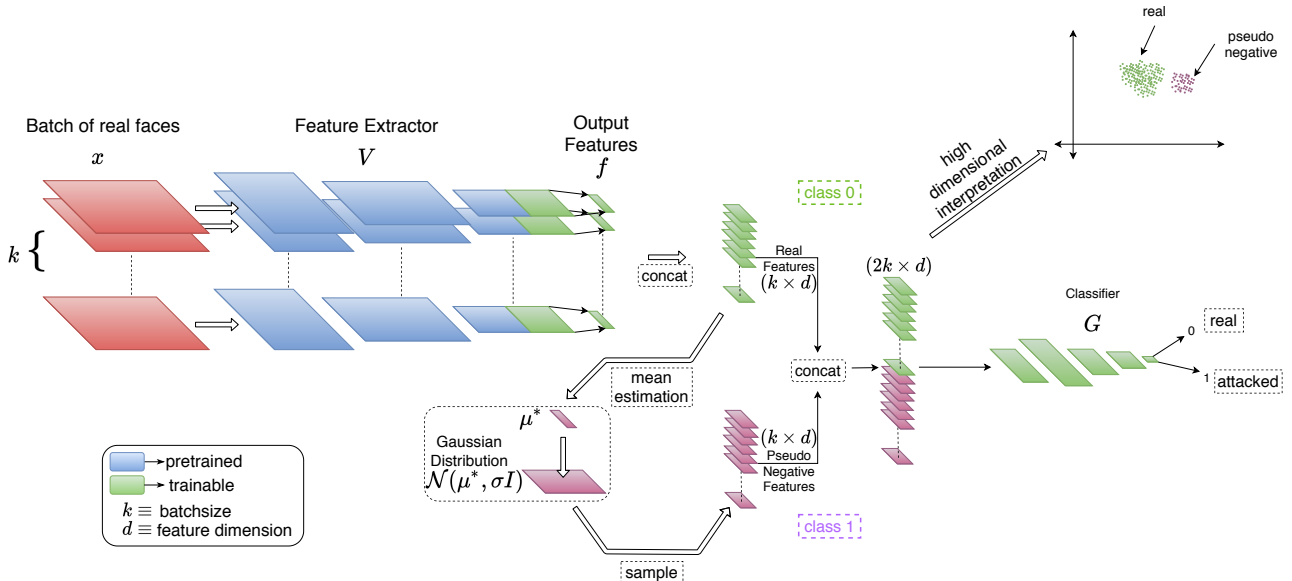 real
pseudo
negative
Batch of real faces
x
Feature Extractor
V
Output
Features
f
high
dimensional
interpretation
class 0
k {
concat
Real
Features
(k × d)
(2k × d)
Classifier
G
0
real
1
attacked
concat
mean
estimation
μ*
Gaussian
Distribution
N(μ*, σI)
(k × d)
Pseudo
Negative
Features
pretrained
trainable
k ≡ batchsize
d ≡ feature dimension
class 1
sample